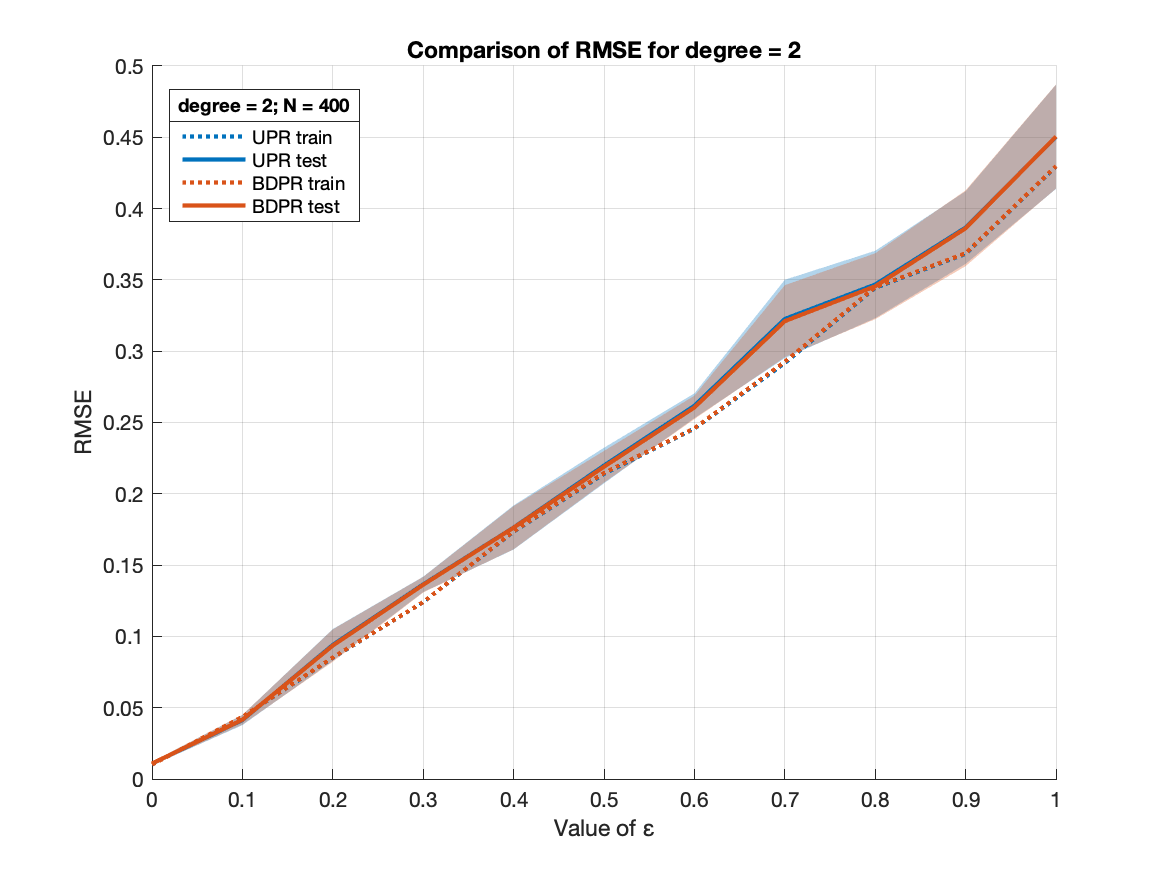 Comparison of RMSE for degree = 2
0.5
0.45
0.4
0.35
0.3
0.25
0.2
0.15
0.1
0.05
0
RMSE
degree = 2; N = 400
UPR train
UPR test
BDPR train
BDPR test
0 0.1 0.2 0.3 0.4 0.5 0.6 0.7 0.8 0.9 1
Value of ε